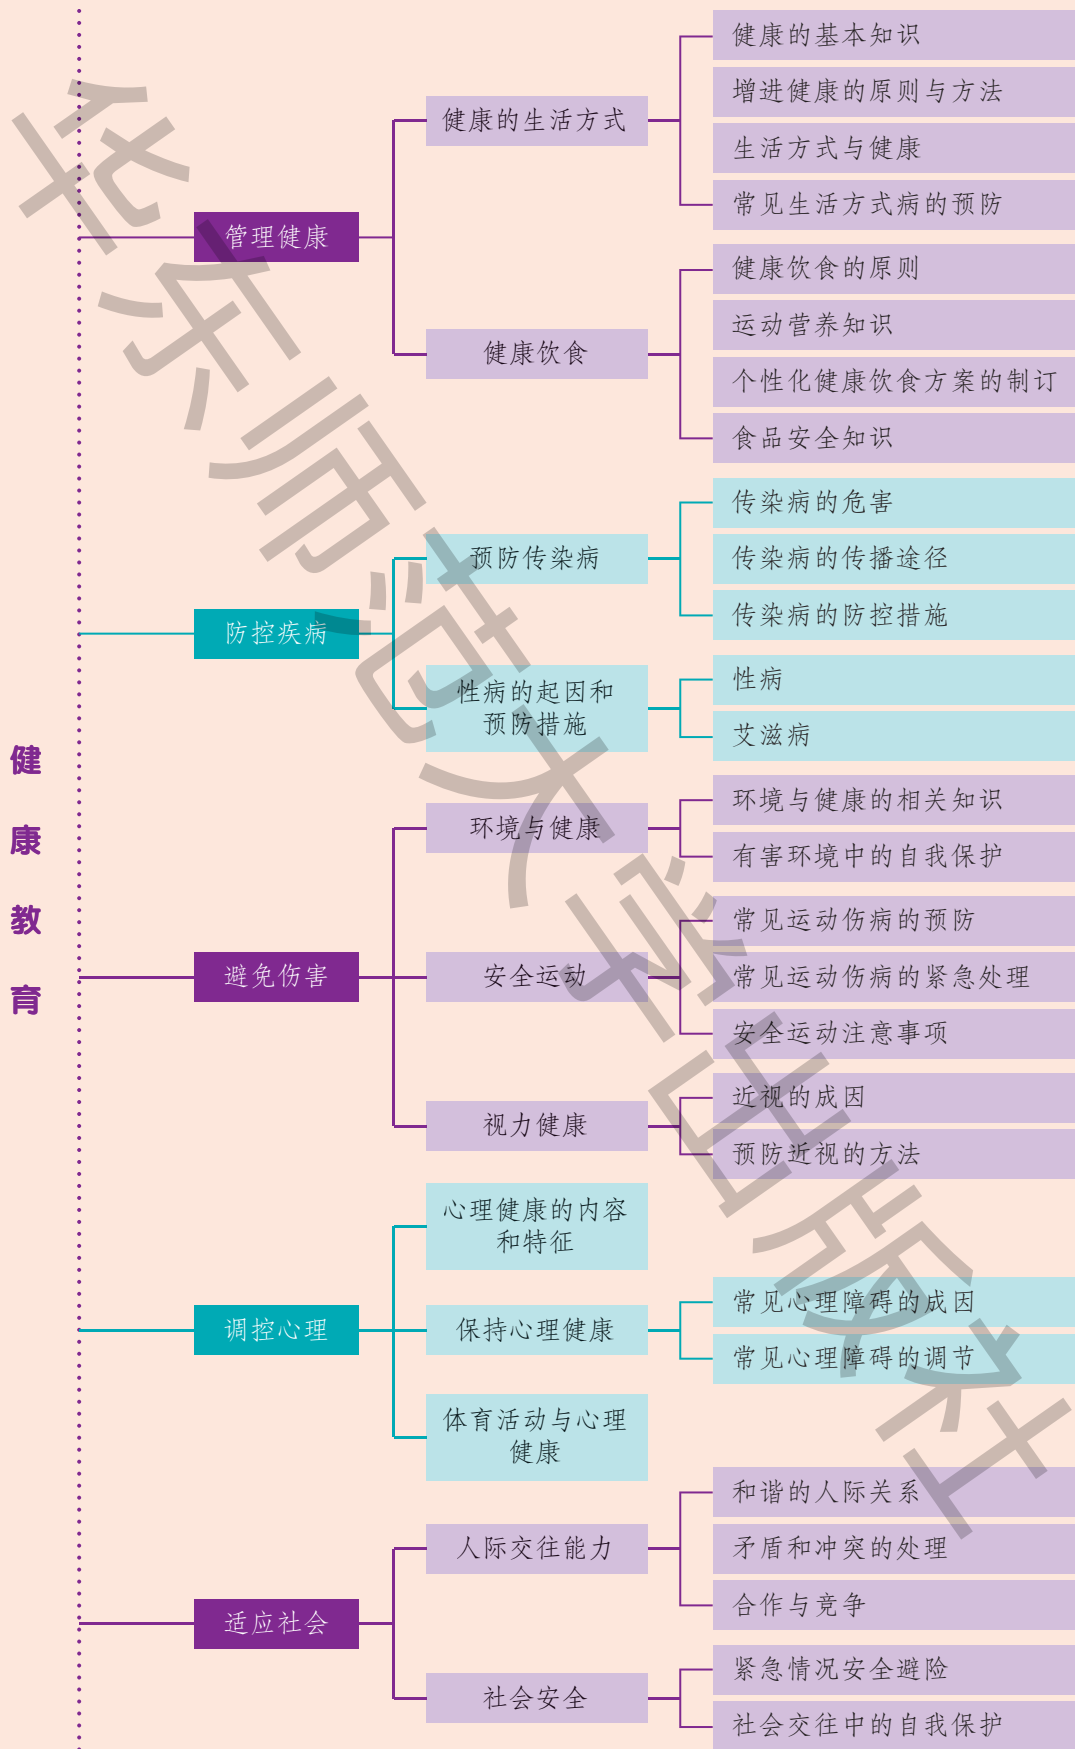 健康教育
管理健康
健康的生活方式
健康的基本知识
增进健康的原则与方法
生活方式与健康
常见生活方式病的预防
健康饮食
健康饮食的原则
运动营养知识
个性化健康饮食方案的制订
食品安全知识
防控疾病
预防传染病
传染病的危害
传染病的传播途径
传染病的防控措施
性病的起因和
预防措施
性病
艾滋病
避免伤害
环境与健康
环境与健康的相关知识
有害环境中的自我保护
安全运动
常见运动伤病的预防
常见运动伤病的紧急处理
安全运动注意事项
视力健康
近视的成因
预防近视的方法
调控心理
心理健康的内容
和特征
保持心理健康
常见心理障碍的成因
常见心理障碍的调节
体育活动与心理
健康
适应社会
人际交往能力
和谐的人际关系
矛盾和冲突的处理
合作与竞争
社会安全
紧急情况安全避险
社会交往中的自我保护
华东师范大学出版社